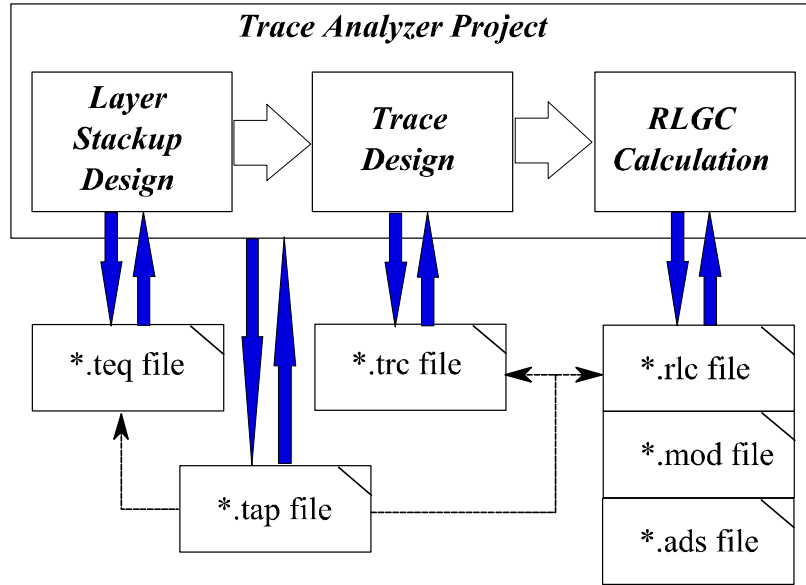 Trace Analyzer Project
Layer
Stackup
Design
Trace
Design
RLGC
Calculation
*.teq file
*.trc file
*.rlc file
*.mod file
*.tap file
*.ads file